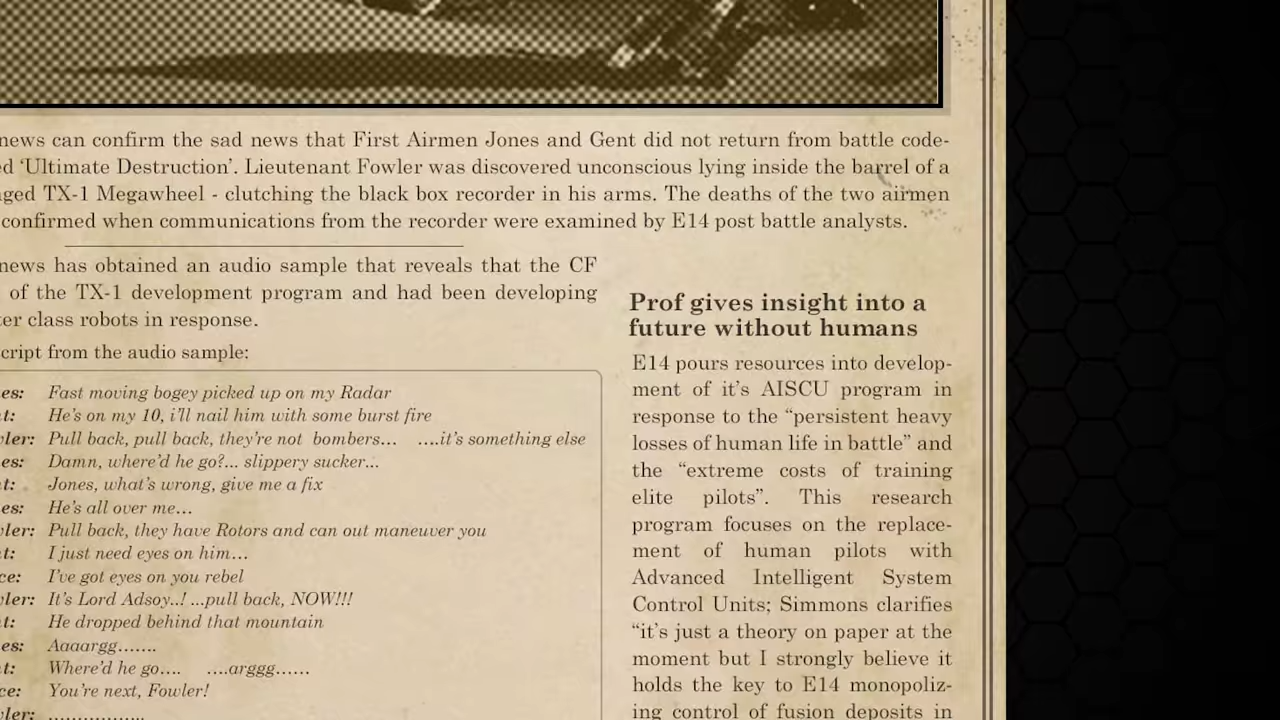 news can confirm the sad news that First Airmen Jones and Gent did not return from battle code-
ed ‘Ultimate Destruction’. Lieutenant Fowler was discovered unconscious lying inside the barrel of a
aged TX-1 Megawheel - clutching the black box recorder in his arms. The deaths of the two airmen
confirmed when communications from the recorder were examined by E14 post battle analysts.
news has obtained an audio sample that reveals that the CF
of the TX-1 development program and had been developing
ter class robots in response.
cript from the audio sample:
es: Fast moving bogey picked up on my Radar
t: He's on my 10, i'll nail him with some burst fire
ler: Pull back, pull back, they're not bombers... ....it's something else
es: Damn, where'd he go?... slippery sucker...
t: Jones, what's wrong, give me a fix
es: He's all over me...
ler: Pull back, they have Rotors and can out maneuver you
t: I just need eyes on him...
ce: I've got eyes on you rebel
ler: It's Lord Adsoy..! ...pull back, NOW!!!
t: He dropped behind that mountain
es: Aaaargg.......
t: Where'd he go.... ....arggg......
ce: You're next, Fowler!
ler: .................
Prof gives insight into a
future without humans
E14 pours resources into develop-
ment of it's AISCU program in
response to the “persistent heavy
losses of human life in battle” and
the “extreme costs of training
elite pilots”. This research
program focuses on the replace-
ment of human pilots with
Advanced Intelligent System
Control Units; Simmons clarifies
“it's just a theory on paper at the
moment but I strongly believe it
holds the key to E14 monopoliz-
ing control of fusion deposits in